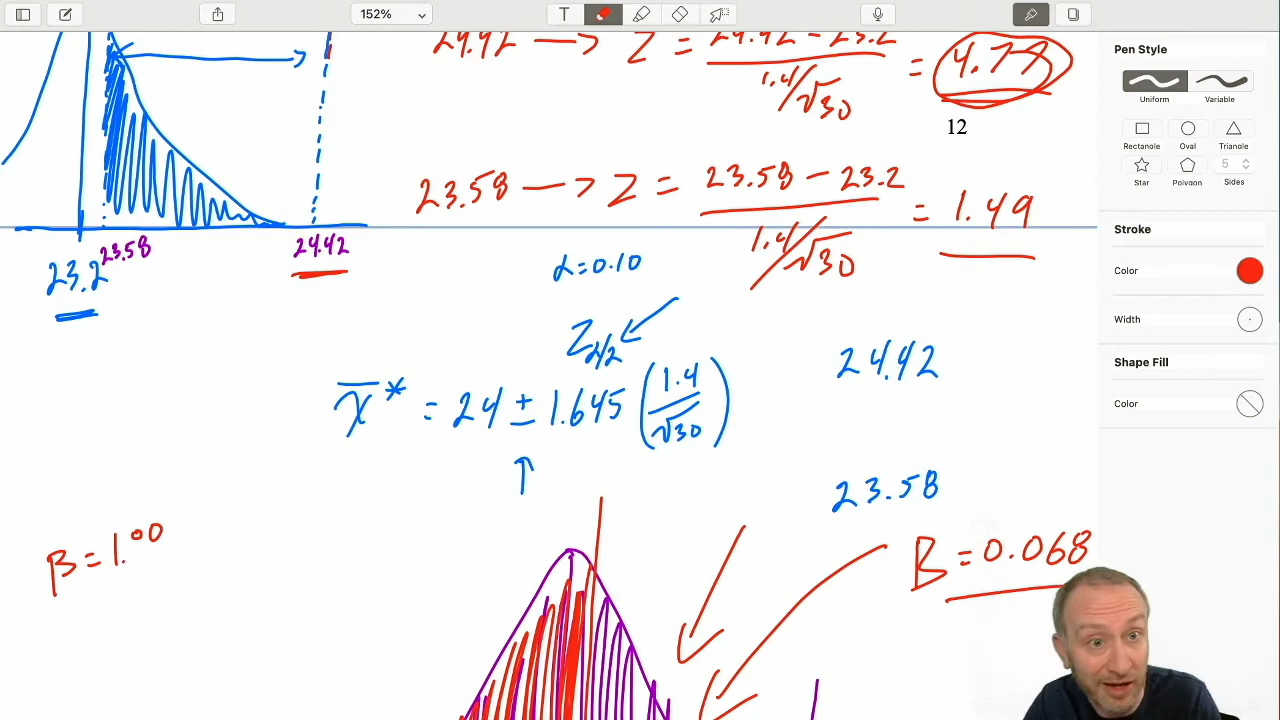 152%
T
Pen Style
Uniform Variable
Rectangle Oval Triangle
Star Polygon 5 Sides
Stroke
Color
Width
Shape Fill
Color
24.42 —> Z = 24.42 - 23.2 / 1.4/√30 = 4.77
12
23.58 —> Z = 23.58 - 23.2 / 1.4/√30 = 1.49
23.2 23.58 24.42
α=0.10
Z α/2
x̄* = 24 ± 1.645 (1.4/√30)
24.42
23.58
β = 1.00
β = 0.068